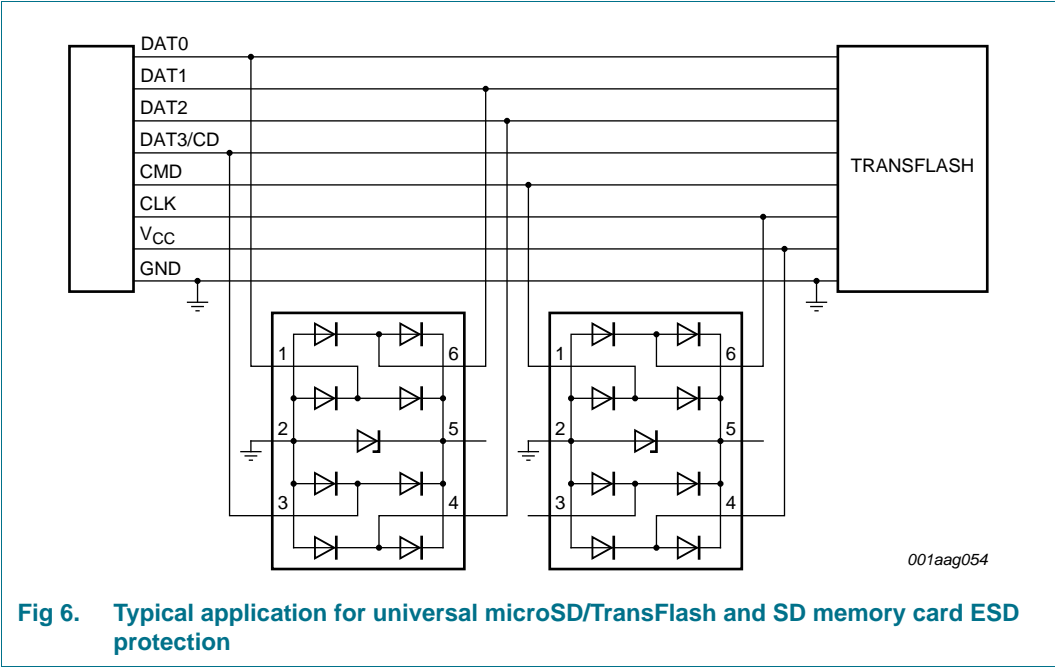 DAT0
DAT1
DAT2
DAT3/CD
CMD
CLK
VCC
GND
TRANSFLASH
1
6
2
5
3
4
1
6
2
5
3
4
001aag054
Fig 6. Typical application for universal microSD/TransFlash and SD memory card ESD
protection